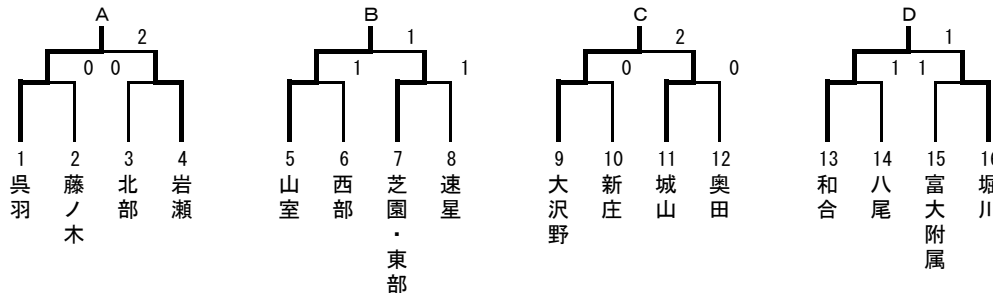 A B C D
2 1 2 1
0 0 1 1 0 0 1 1
1 2 3 4 5 6 7 8 9 10 11 12 13 14 15 16
呉羽
藤ノ木
北部
岩瀬
山室
西部
芝園・東部
速星
大沢野
新庄
城山
奥田
和合
八尾
富大附属
堀川